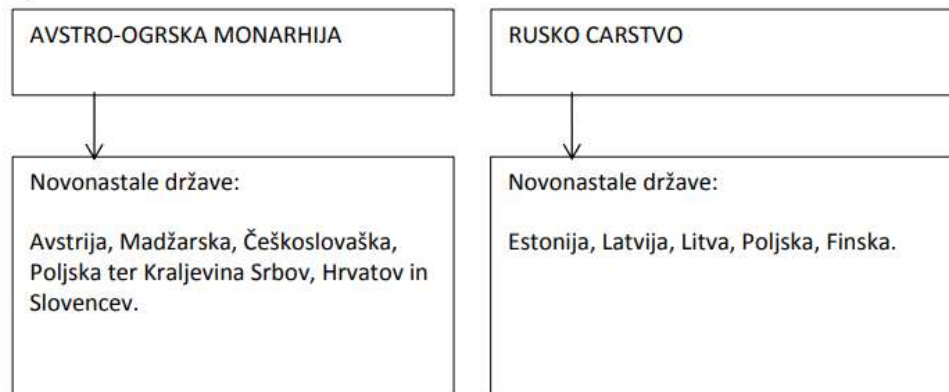 AVSTRO-OGRSKA MONARHIJA
Novonastale države:
Avstrija, Madžarska, Češkoslovaška,
Poljska ter Kraljevina Srbov, Hrvatov in
Slovencev.
RUSKO CARSTVO
Novonastale države:
Estonija, Latvija, Litva, Poljska, Finska.